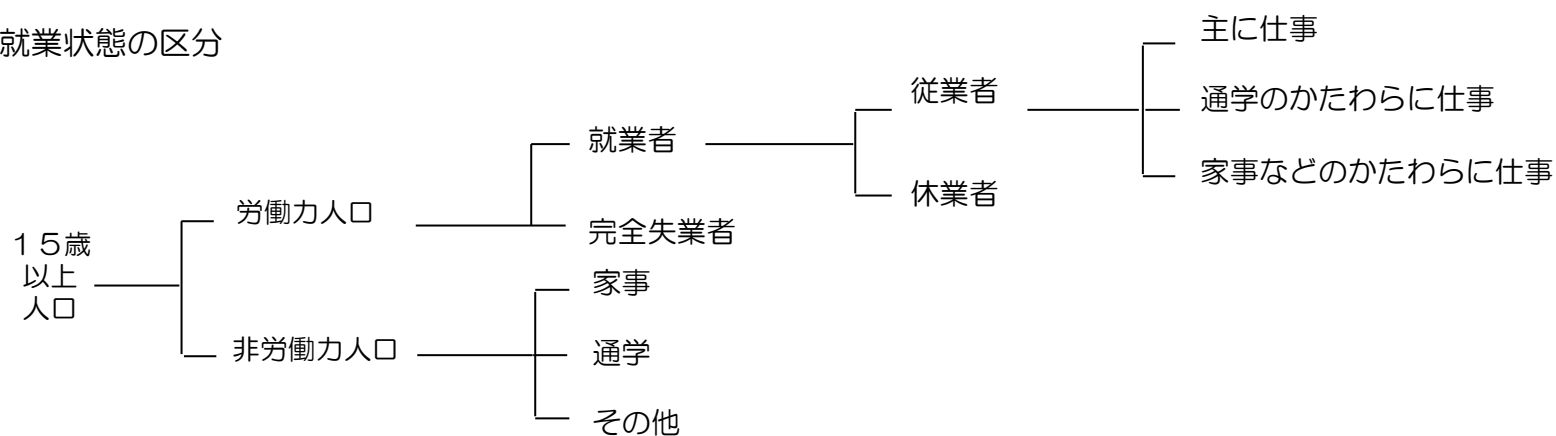 就業状態の区分
主に仕事
従業者
通学のかたわらに仕事
就業者
家事などのかたわらに仕事
休業者
労働力人口
完全失業者
１５歳
以上
人口
家事
非労働力人口
通学
その他